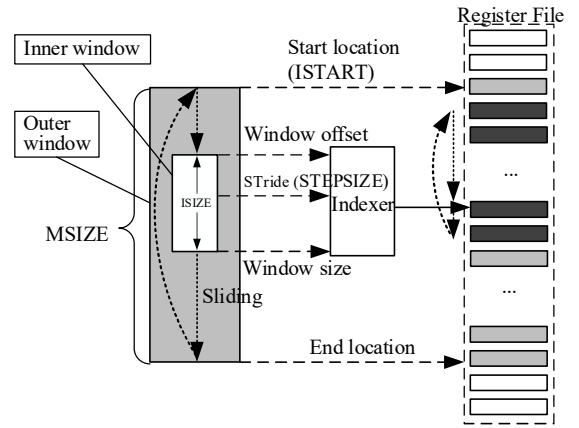 Register File
Inner window
Start location
(ISTART)
Outer
window
Window offset
STride (STEPSIZE)
ISIZE
Indexer
...
MSIZE
Window size
Sliding
...
End location